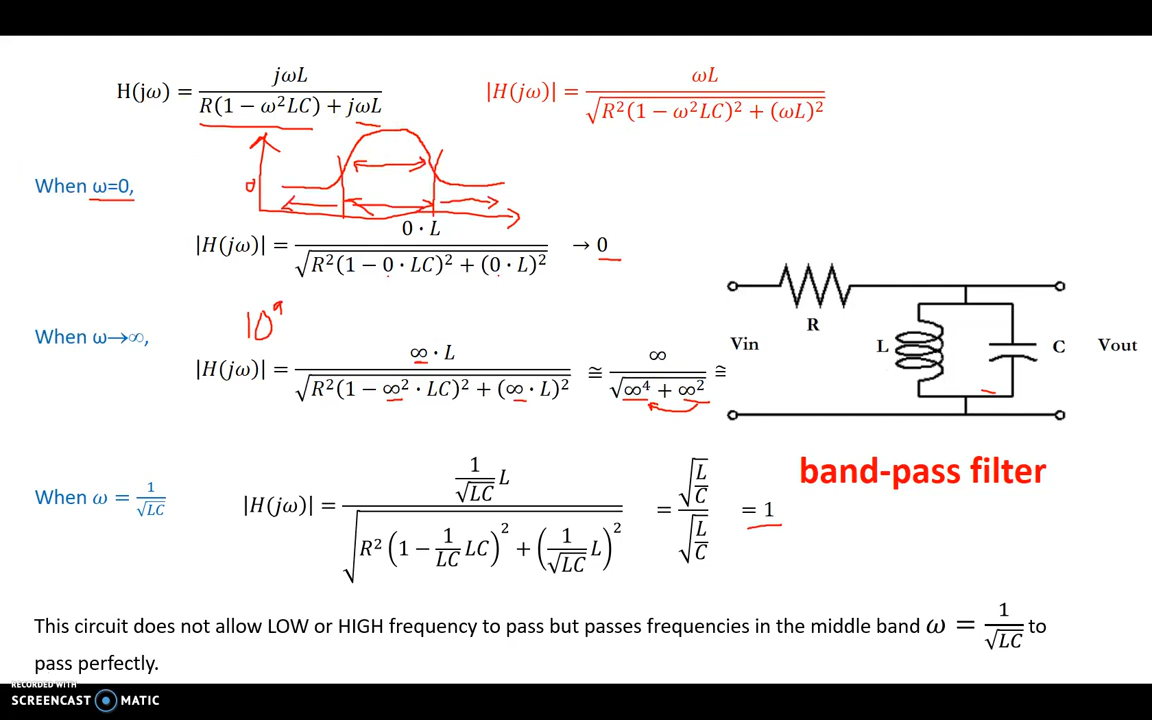 H(jω) = jωL / (R(1 − ω²LC) + jωL)
|H(jω)| = ωL / √(R²(1 − ω²LC)² + (ωL)²)
When ω=0,
0
|H(jω)| = 0 · L / √(R²(1 − 0 · LC)² + (0 · L)²) → 0
10⁹
When ω→∞,
|H(jω)| = ∞ · L / √(R²(1 − ∞² · LC)² + (∞ · L)²) ≅ ∞ / √(∞⁴ + ∞²) ≅
R
Vin
L
C
Vout
band-pass filter
When ω = 1/√LC
|H(jω)| = (1/√LC) L / √(R²(1 − (1/LC) LC)² + ((1/√LC) L)²) = √(L/C) / √(L/C) = 1
This circuit does not allow LOW or HIGH frequency to pass but passes frequencies in the middle band ω = 1/√LC to
pass perfectly.
RECORDED WITH
SCREENCAST MATIC